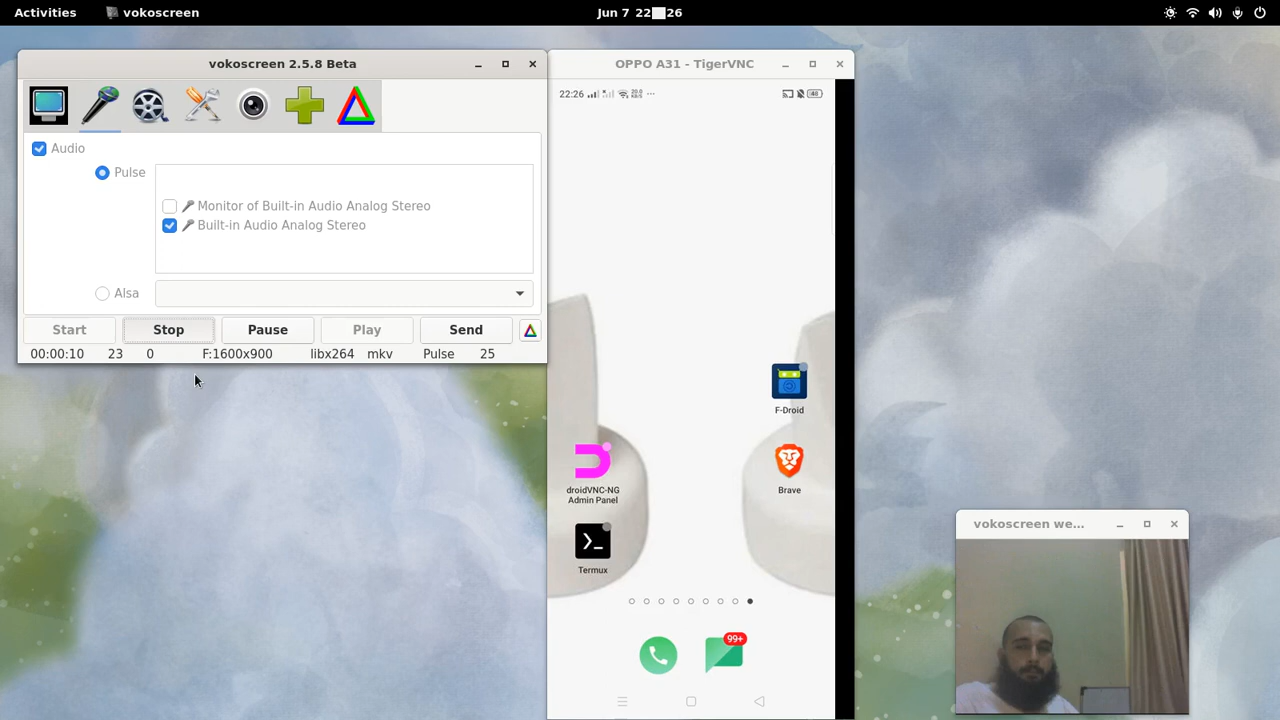 Activities vokoscreen Jun 7 22 26
vokoscreen 2.5.8 Beta
Audio
Pulse
Monitor of Built-in Audio Analog Stereo
Built-in Audio Analog Stereo
Alsa
Start Stop Pause Play Send
00:00:10 23 0 F:1600x900 libx264 mkv Pulse 25
OPPO A31 - TigerVNC
22:26
F-Droid
droidVNC-NG
Admin Panel
Brave
Termux
99+
vokoscreen we...